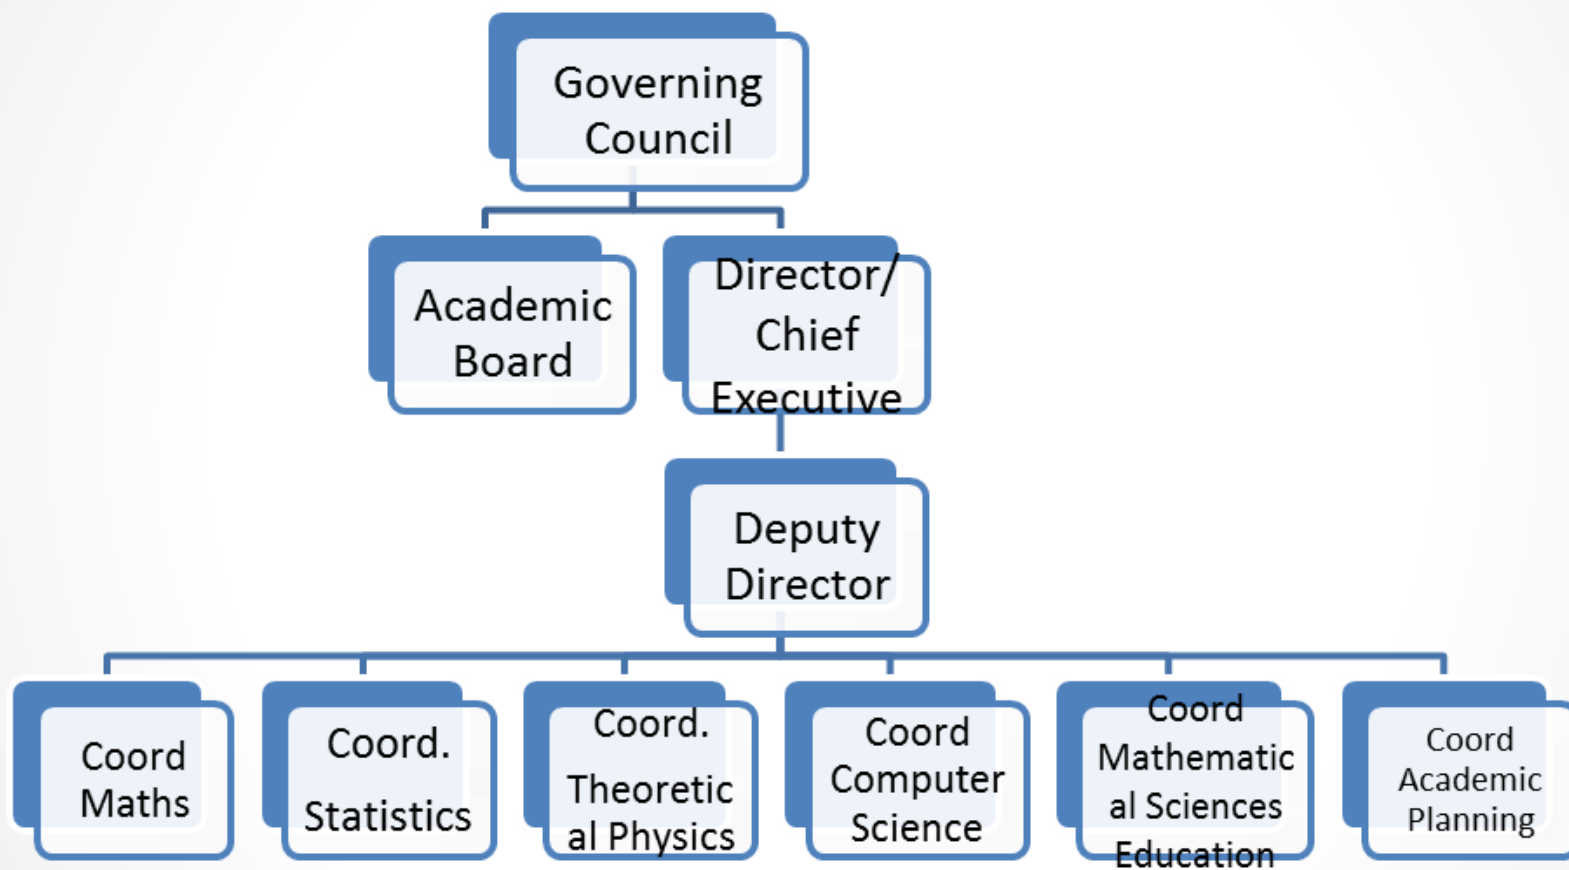 Governing
Council
Academic
Board
Director/
Chief
Executive
Deputy
Director
Coord
Maths
Coord.
Statistics
Coord.
Theoretic
al Physics
Coord
Computer
Science
Coord
Mathematic
al Sciences
Education
Coord
Academic
Planning